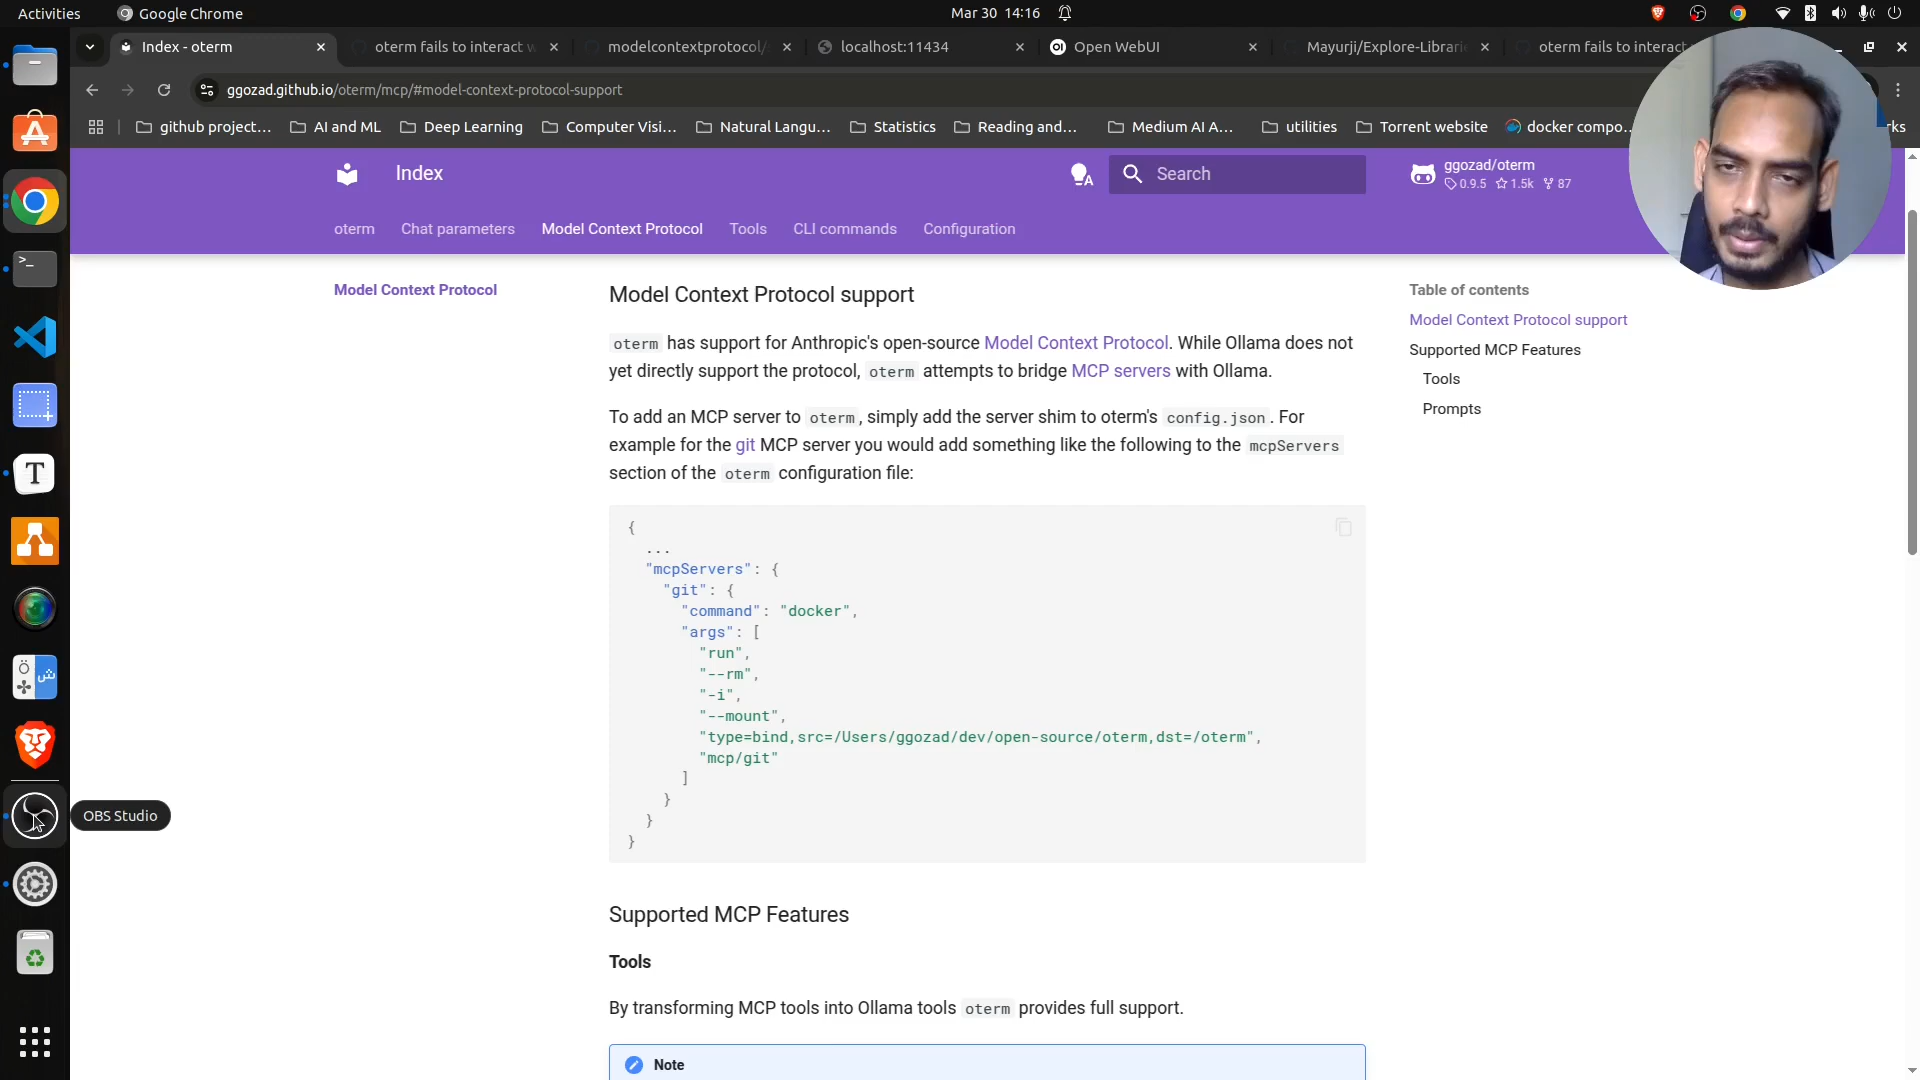 Activities
Google Chrome
Mar 30 14:16
Index - oterm
oterm fails to interact w
modelcontextprotocol/
localhost:11434
Open WebUI
Mayurji/Explore-Librari
oterm fails to interact
ggozad.github.io/oterm/mcp/#model-context-protocol-support
github project...
AI and ML
Deep Learning
Computer Visi...
Natural Langu...
Statistics
Reading and...
Medium AI A...
utilities
Torrent website
docker compo...
rks
Index
Search
ggozad/oterm
0.9.5 1.5k 87
oterm
Chat parameters
Model Context Protocol
Tools
CLI commands
Configuration
Model Context Protocol
Model Context Protocol support
oterm has support for Anthropic's open-source Model Context Protocol. While Ollama does not
yet directly support the protocol, oterm attempts to bridge MCP servers with Ollama.
To add an MCP server to oterm, simply add the server shim to oterm's config.json. For
example for the git MCP server you would add something like the following to the mcpServers
section of the oterm configuration file:
{
...
"mcpServers": {
"git": {
"command": "docker",
"args": [
"run",
"--rm",
"-i",
"--mount",
"type=bind,src=/Users/ggozad/dev/open-source/oterm,dst=/oterm",
"mcp/git"
]
}
}
}
Supported MCP Features
Tools
By transforming MCP tools into Ollama tools oterm provides full support.
Note
Table of contents
Model Context Protocol support
Supported MCP Features
Tools
Prompts
OBS Studio